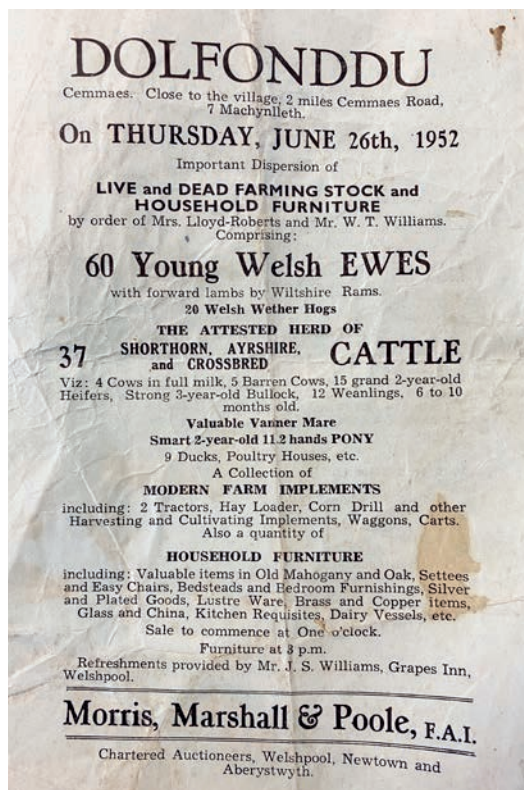 DOLFONDDU
Cemmaes. Close to the village, 2 miles Cemmaes Road,
7 Machynlleth.
On THURSDAY, JUNE 26th, 1952
Important Dispersion of
LIVE and DEAD FARMING STOCK and
HOUSEHOLD FURNITURE
by order of Mrs. Lloyd-Roberts and Mr. W. T. Williams.
Comprising:
60 Young Welsh EWES
with forward lambs by Wiltshire Rams.
20 Welsh Wether Hogs
THE ATTESTED HERD OF
37 SHORTHORN, AYRSHIRE, and CROSSBRED CATTLE
Viz: 4 Cows in full milk, 5 Barren Cows, 15 grand 2-year-old
Heifers, Strong 3-year-old Bullock, 12 Weanlings, 6 to 10
months old.
Valuable Vanner Mare
Smart 2-year-old 11.2 hands PONY
9 Ducks, Poultry Houses, etc.
A Collection of
MODERN FARM IMPLEMENTS
including: 2 Tractors, Hay Loader, Corn Drill and other
Harvesting and Cultivating Implements, Waggons, Carts.
Also a quantity of
HOUSEHOLD FURNITURE
including: Valuable items in Old Mahogany and Oak, Settees
and Easy Chairs, Bedsteads and Bedroom Furnishings, Silver
and Plated Goods, Lustre Ware, Brass and Copper items,
Glass and China, Kitchen Requisites, Dairy Vessels, etc.
Sale to commence at One o'clock.
Furniture at 3 p.m.
Refreshments provided by Mr. J. S. Williams, Grapes Inn,
Welshpool.
Morris, Marshall & Poole, F.A.I.
Chartered Auctioneers, Welshpool, Newtown and
Aberystwyth.